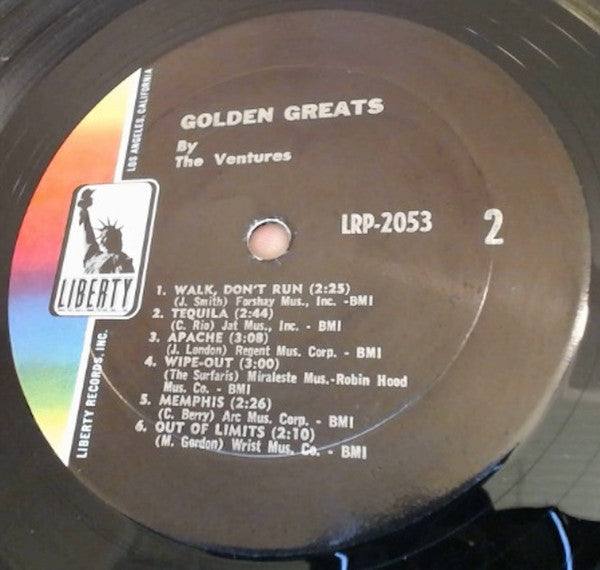 GOLDEN GREATS
By
The Ventures
LRP-2053
2
LOS ANGELES, CALIFORNIA
LIBERTY
LIBERTY RECORDS, INC.
1. WALK, DON'T RUN (2:25)
(J. Smith) Forshay Mus., Inc. -BMI
2. TEQUILA (2:44)
(C. Rio) Jat Mus., Inc. - BMI
3. APACHE (3:08)
(J. London) Regent Mus. Corp. - BMI
4. WIPE-OUT (3:00)
(The Surfaris) Miraleste Mus.-Robin Hood
Mus. Co. - BMI
5. MEMPHIS (2:26)
(C. Berry) Arc Mus. Corp. - BMI
6. OUT OF LIMITS (2:10)
(M. Gordon) Wrist Mus. Co. - BMI